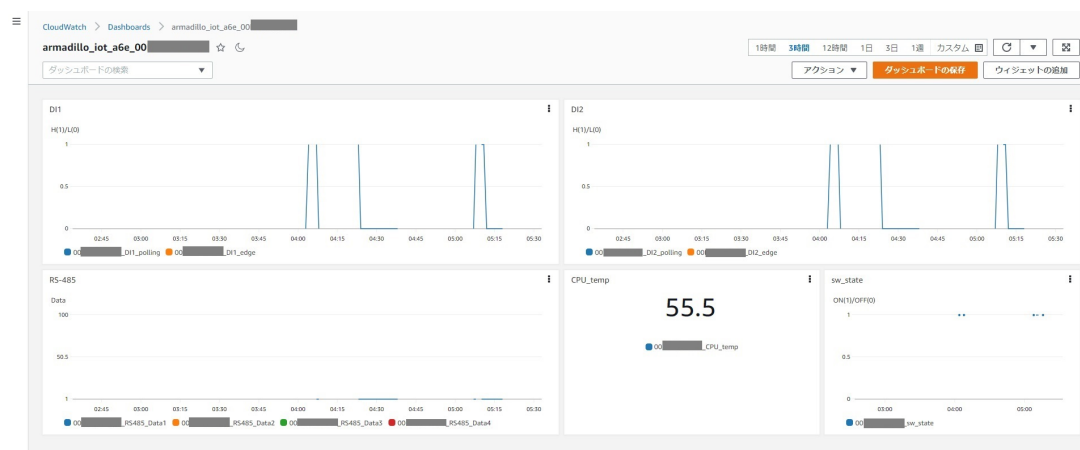 CloudWatch > Dashboards > armadillo_iot_a6e_00
armadillo_iot_a6e_00
1時間 3時間 12時間 1日 3日 1週 カスタム
ダッシュボードの検索
アクション ダッシュボードの保存 ウィジェットの追加
DI1
H(1)/L(0)
1
0.5
0
02:45 03:00 03:15 03:30 03:45 04:00 04:15 04:30 04:45 05:00 05:15 05:30
00 _DI1_polling 00 _DI1_edge
DI2
H(1)/L(0)
1
0.5
0
02:45 03:00 03:15 03:30 03:45 04:00 04:15 04:30 04:45 05:00 05:15 05:30
00 _DI2_polling 00 _DI2_edge
RS-485
Data
100
50.5
1
02:45 03:00 03:15 03:30 03:45 04:00 04:15 04:30 04:45 05:00 05:15 05:30
00 _RS485_Data1 00 _RS485_Data2 00 _RS485_Data3 00 _RS485_Data4
CPU_temp
55.5
00 _CPU_temp
sw_state
ON(1)/OFF(0)
1
0.5
0
03:00 04:00 05:00
00 _sw_state